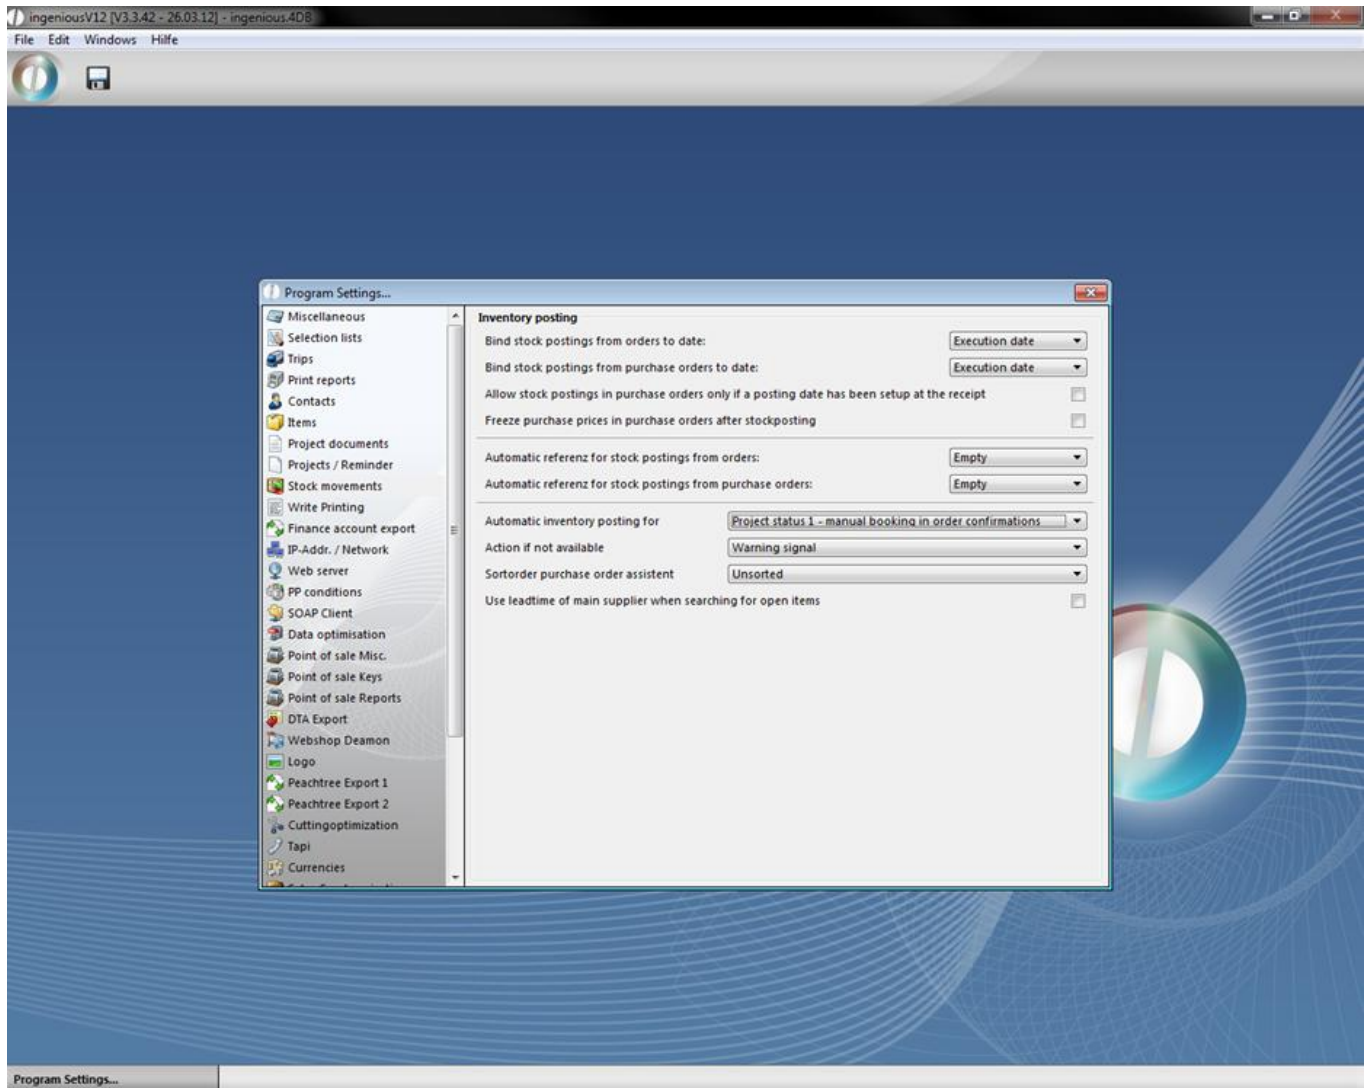 ingeniousV12 [V3.3.42 - 26.03.12] - ingenious.4DB
File Edit Windows Hilfe
Program Settings...
Miscellaneous
Selection lists
Trips
Print reports
Contacts
Items
Project documents
Projects / Reminder
Stock movements
Write Printing
Finance account export
IP-Addr. / Network
Web server
PP conditions
SOAP Client
Data optimisation
Point of sale Misc.
Point of sale Keys
Point of sale Reports
DTA Export
Webshop Deamon
Logo
Peachtree Export 1
Peachtree Export 2
Cuttingoptimization
Tapi
Currencies
Inventory posting
Bind stock postings from orders to date: Execution date
Bind stock postings from purchase orders to date: Execution date
Allow stock postings in purchase orders only if a posting date has been setup at the receipt
Freeze purchase prices in purchase orders after stockposting
Automatic referenz for stock postings from orders: Empty
Automatic referenz for stock postings from purchase orders: Empty
Automatic inventory posting for Project status 1 - manual booking in order confirmations
Action if not available Warning signal
Sortorder purchase order assistent Unsorted
Use leadtime of main supplier when searching for open items
Program Settings...